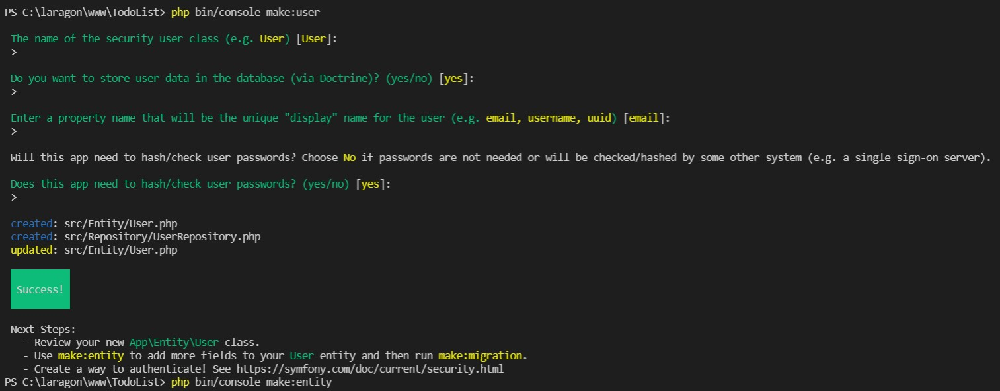 PS C:\laragon\www\TodoList> php bin/console make:user
The name of the security user class (e.g. User) [User]:
>
Do you want to store user data in the database (via Doctrine)? (yes/no) [yes]:
>
Enter a property name that will be the unique "display" name for the user (e.g. email, username, uuid) [email]:
>
Will this app need to hash/check user passwords? Choose No if passwords are not needed or will be checked/hashed by some other system (e.g. a single sign-on server).
Does this app need to hash/check user passwords? (yes/no) [yes]:
>
created: src/Entity/User.php
created: src/Repository/UserRepository.php
updated: src/Entity/User.php
Success!
Next Steps:
- Review your new App\Entity\User class.
- Use make:entity to add more fields to your User entity and then run make:migration.
- Create a way to authenticate! See https://symfony.com/doc/current/security.html
PS C:\laragon\www\TodoList> php bin/console make:entity